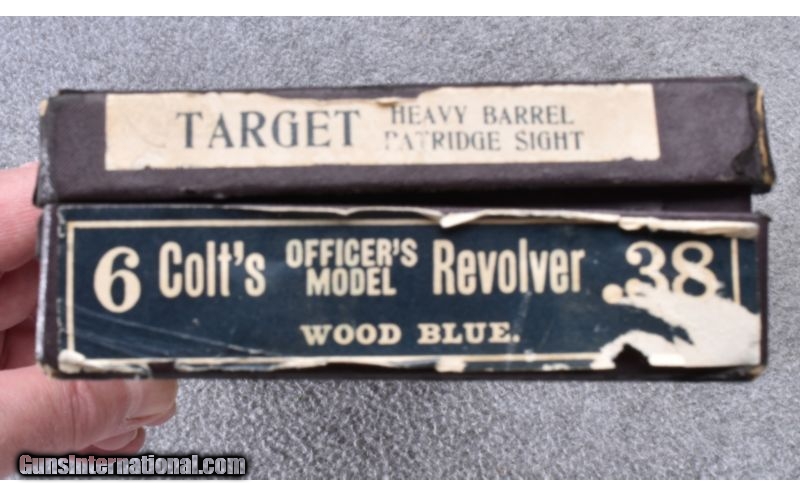 TARGET HEAVY BARREL
PATRIDGE SIGHT
6 Colt's OFFICER'S MODEL Revolver .38
WOOD BLUE.
GunsInternational.com